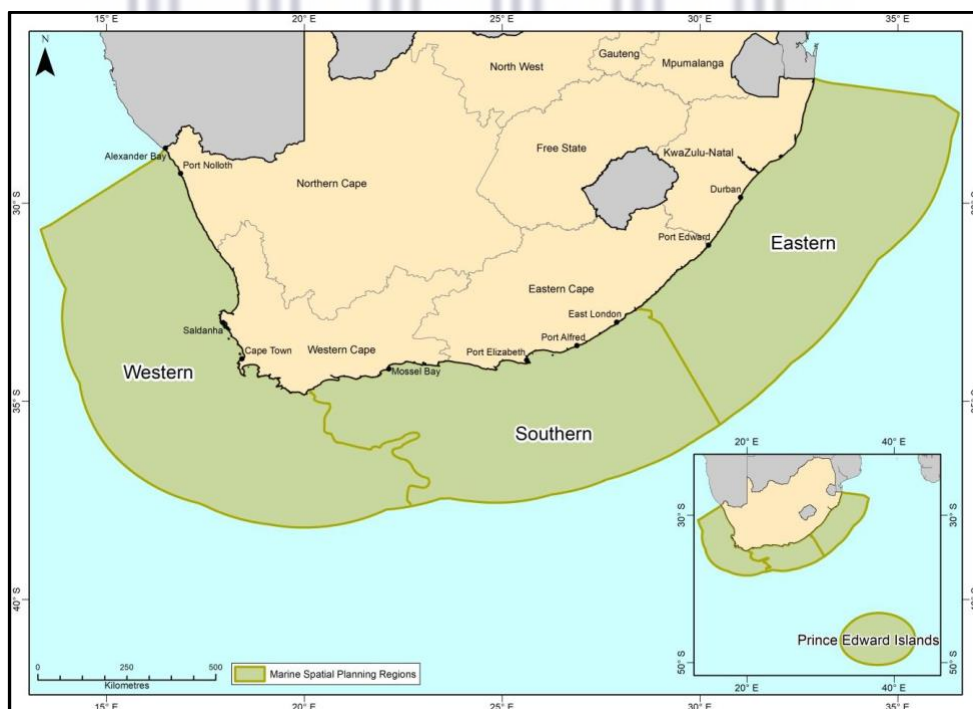 15° E 20° E 25° E 30° E 35° E
N
North West
Gauteng
Mpumalanga
Free State
KwaZulu-Natal
Alexander Bay
Port Nolloth
Northern Cape
Durban
30° S
Port Edward
Eastern
Eastern Cape
East London
Saldanha
Port Alfred
Cape Town
Western Cape
Port Elizabeth
Mossel Bay
Western
35° S
Southern
20° E 40° E
30° S 30° S
40° S 40° S
Prince Edward Islands
50° S 50° S
20° E 40° E
0 250 500
Kilometres
Marine Spatial Planning Regions
15° E 20° E 25° E 30° E 35° E